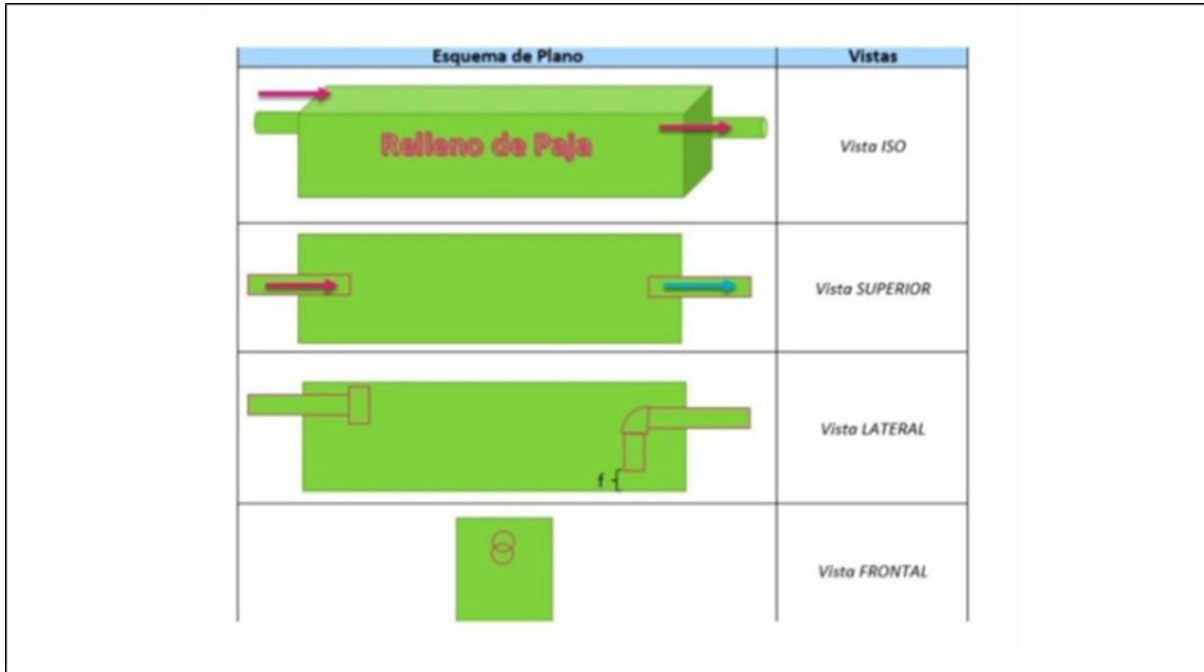 Esquema de Plano
Vistas
Relleno de Paja
Vista ISO
Vista SUPERIOR
Vista LATERAL
f
Vista FRONTAL